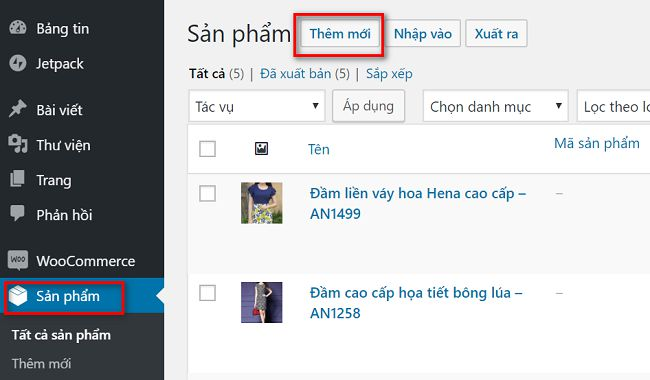 Bảng tin
Jetpack
Bài viết
Thư viện
Trang
Phản hồi
WOO WooCommerce
Sản phẩm
Tất cả sản phẩm
Thêm mới
Sản phẩm Thêm mới Nhập vào Xuất ra
Tất cả (5) | Đã xuất bản (5) | Sắp xếp
Tác vụ Áp dụng Chọn danh mục Lọc theo lo
Tên Mã sản phẩm
Đầm liền váy hoa Hena cao cấp – –
AN1499
Đầm cao cấp họa tiết bông lúa – –
AN1258